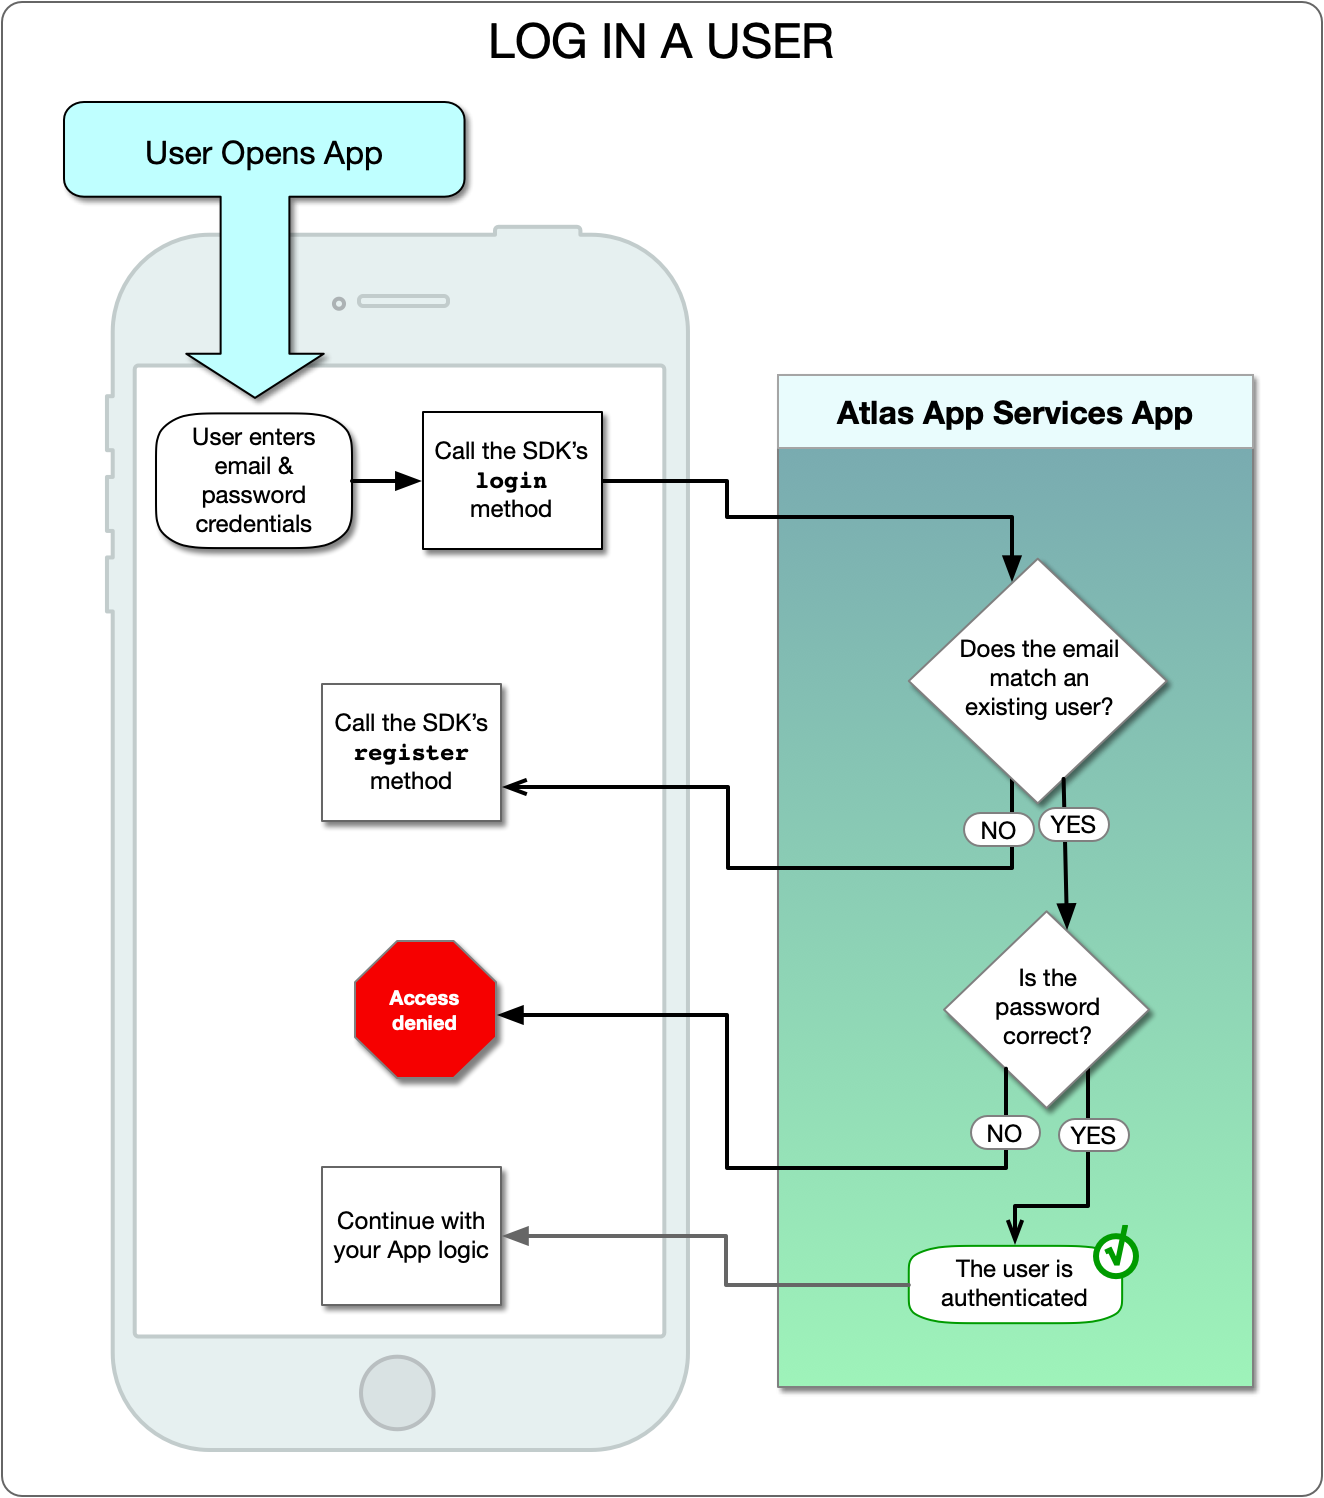 LOG IN A USER
User Opens App
User enters
email &
password
credentials
Call the SDK's
login
method
Atlas App Services App
Does the email
match an
existing user?
NO
YES
Call the SDK's
register
method
Is the
password
correct?
NO
YES
Access
denied
The user is
authenticated
Continue with
your App logic